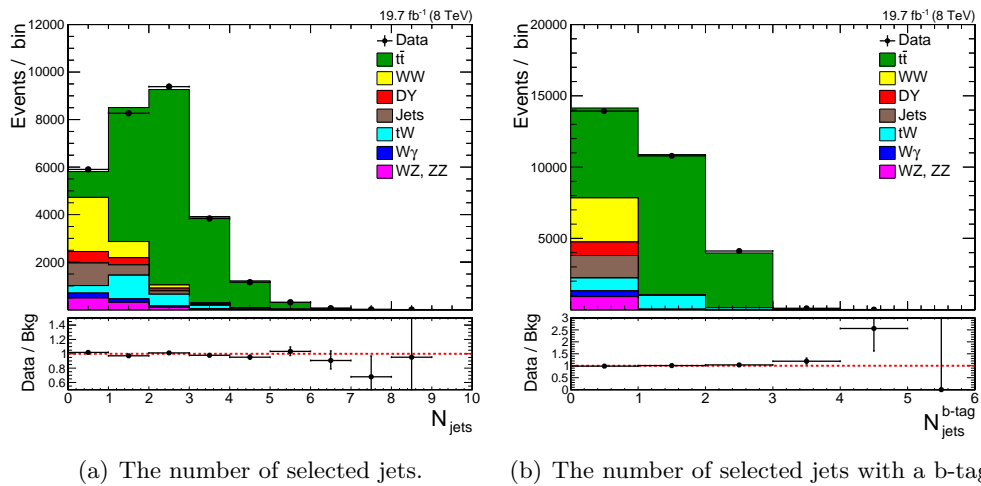 19.7 fb⁻¹ (8 TeV)
Events / bin
12000
10000
8000
6000
4000
2000
Data
tt̄
WW
DY
Jets
tW
Wγ
WZ, ZZ
Data / Bkg
1.4
1.2
1
0.8
0.6
0 1 2 3 4 5 6 7 8 9 10
N jets
(a) The number of selected jets.
19.7 fb⁻¹ (8 TeV)
Events / bin
20000
18000
14000
10000
5000
Data
tt̄
WW
DY
Jets
tW
Wγ
WZ, ZZ
Data / Bkg
3
2.5
2
1.5
1
0.5
0
0 1 2 3 4 5 6
N b-tag jets
(b) The number of selected jets with a b-tag